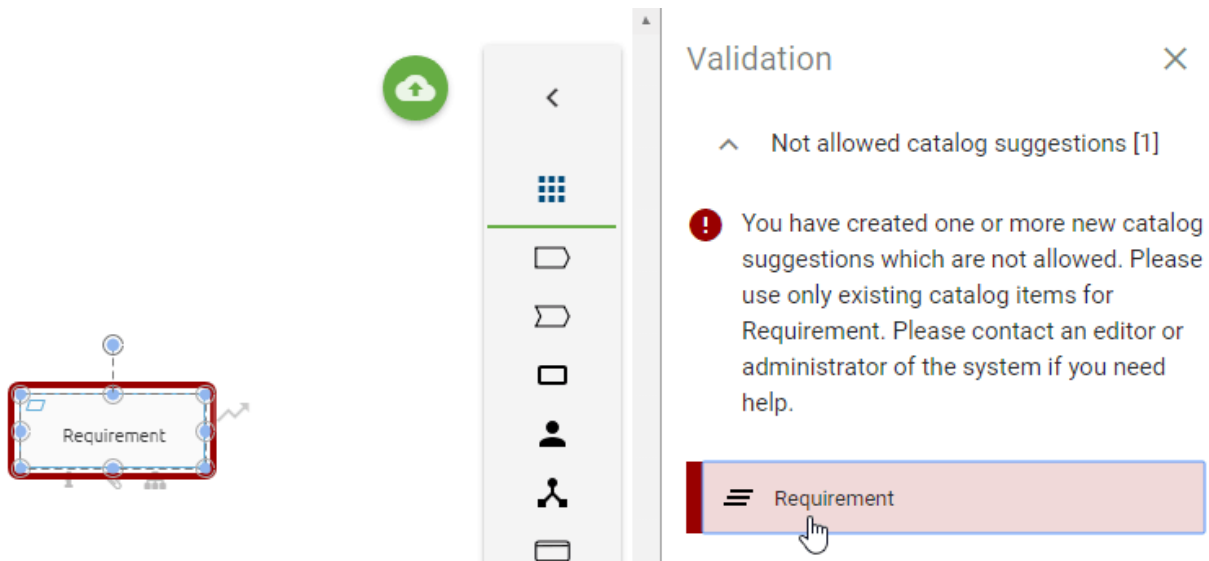 Validation
Not allowed catalog suggestions [1]
You have created one or more new catalog
suggestions which are not allowed. Please
use only existing catalog items for
Requirement. Please contact an editor or
administrator of the system if you need
help.
Requirement
Requirement